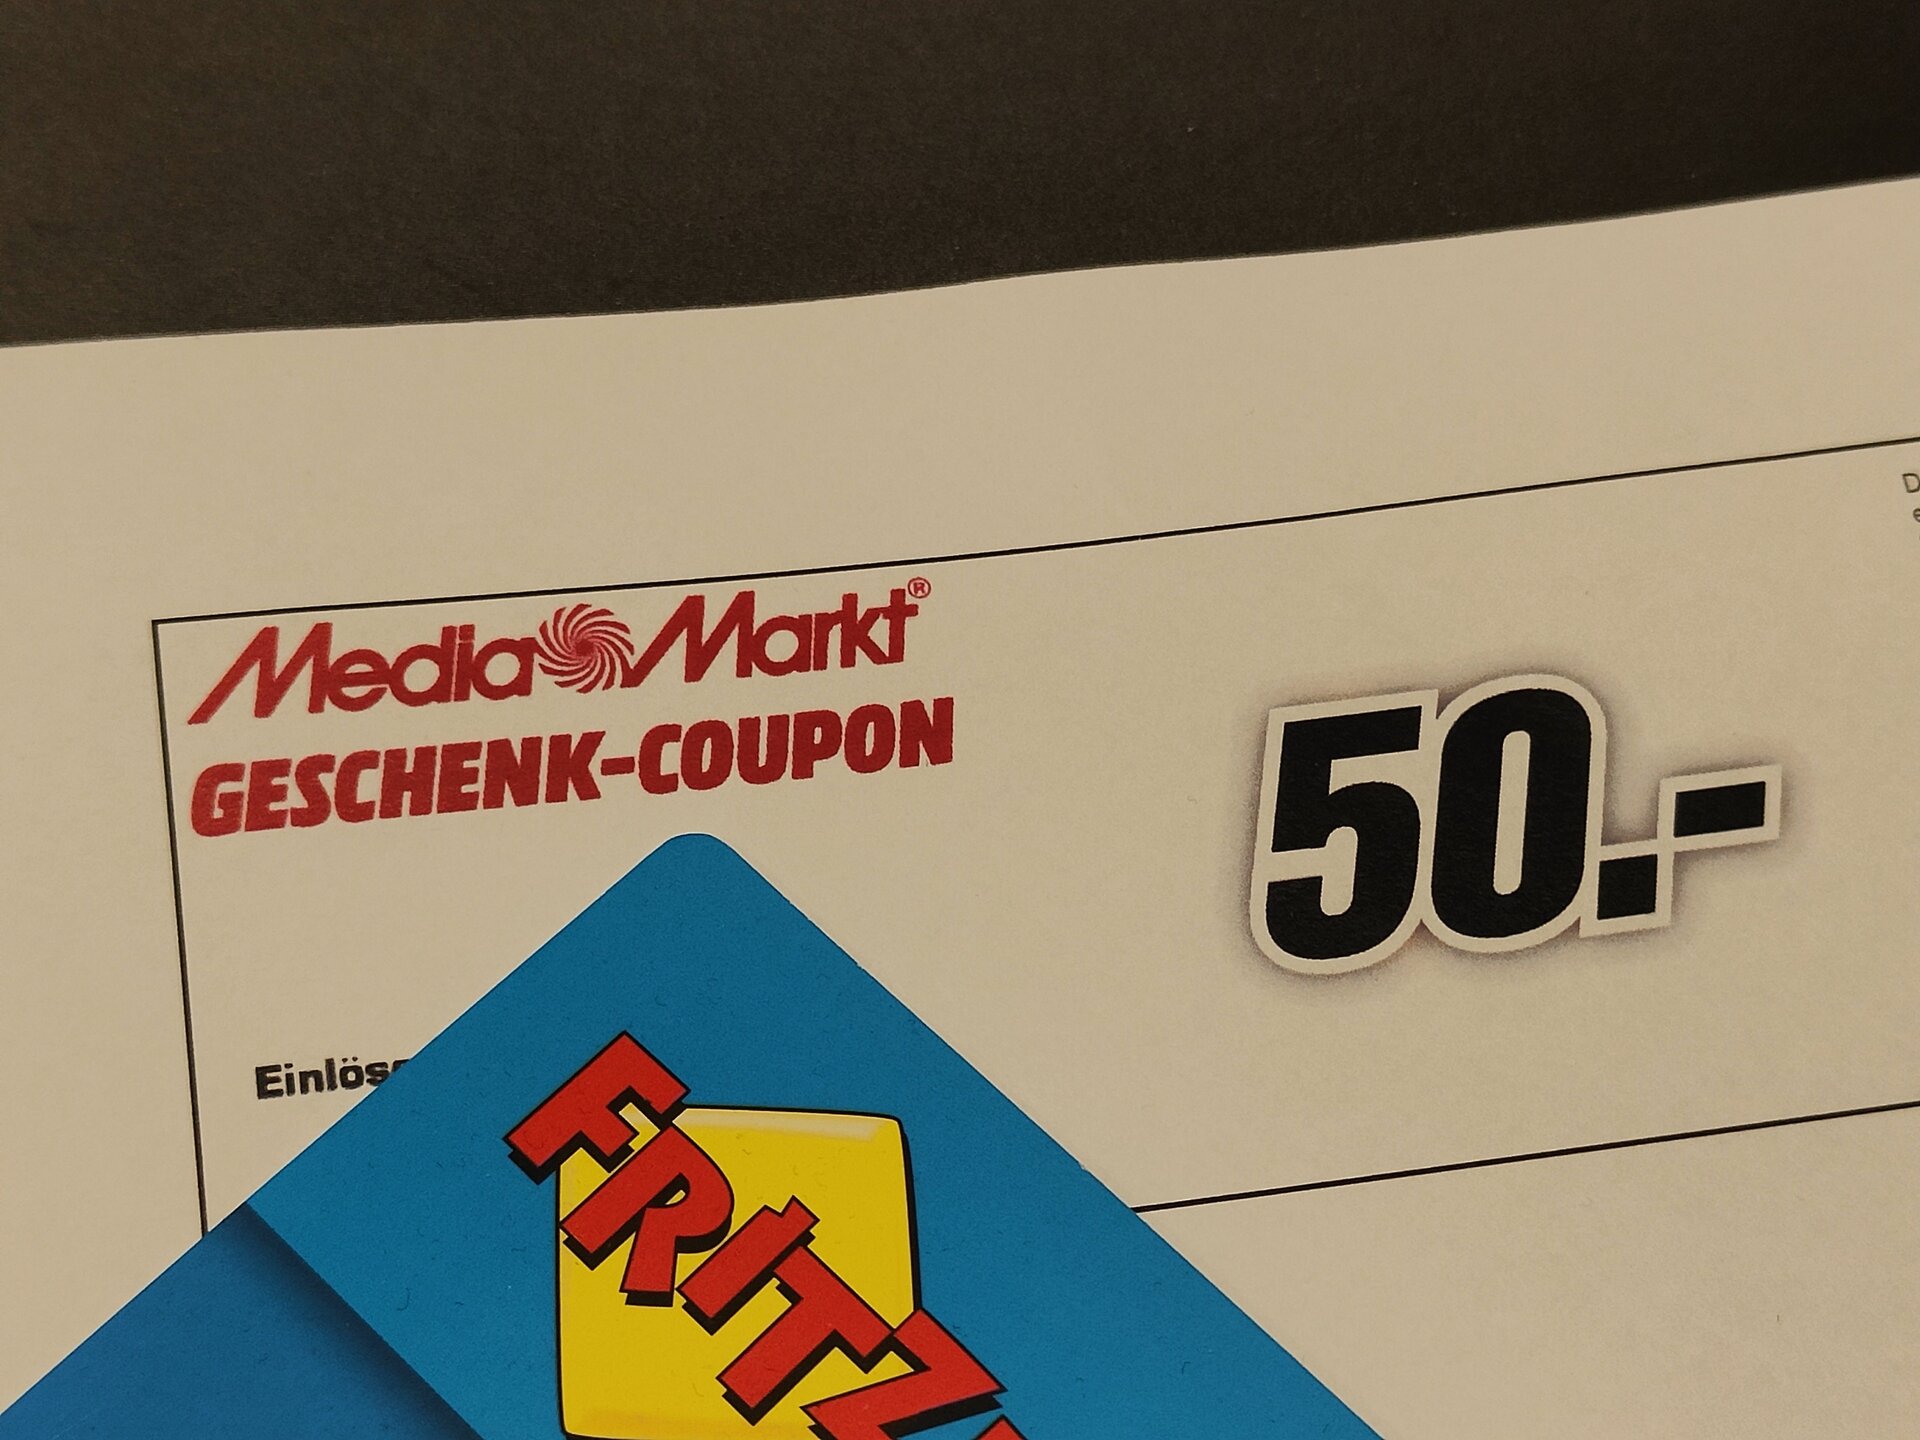 MediaMarkt®
GESCHENK-COUPON
50.-
FRITZ